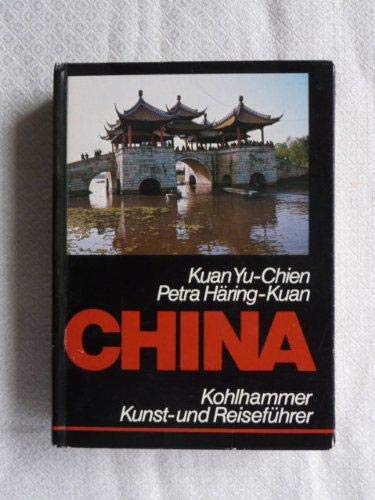 Kuan Yu-Chien
Petra Häring-Kuan
CHINA
Kohlhammer
Kunst-und Reiseführer